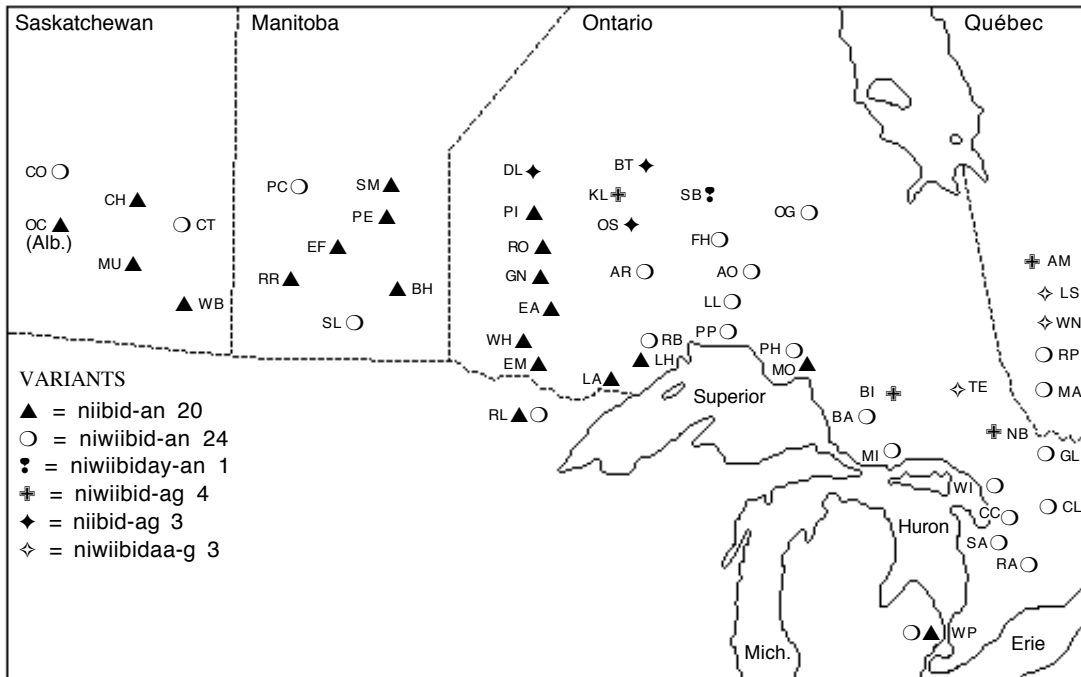 Saskatchewan
Manitoba
Ontario
Québec
CO
CH
OC
(Alb.)
CT
MU
WB
PC
SM
PE
EF
RR
BH
SL
DL
BT
KL
SB
PI
OS
OG
RO
FH
GN
AR
AO
EA
LL
WH
RB
PP
EM
LH
PH
LA
MO
RL
AM
LS
WN
RP
MA
TE
BI
BA
NB
MI
GL
WI
CC
CL
SA
RA
WP
Superior
Huron
Mich.
Erie
VARIANTS
▲ = niibid-an 20
❍ = niwiibid-an 24
❢ = niwiibiday-an 1
✙ = niwiibid-ag 4
✦ = niibid-ag 3
✧ = niwiibidaa-g 3